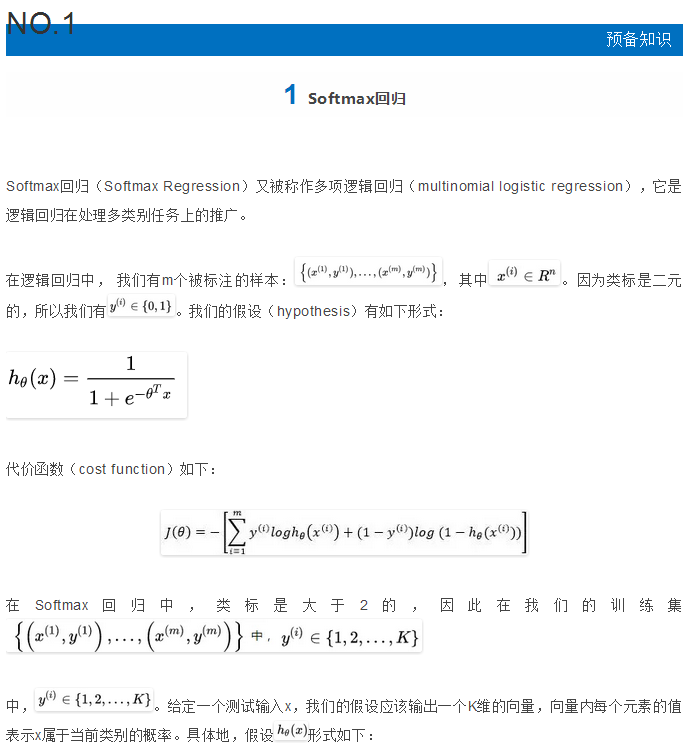 NO.1
预备知识
1 Softmax回归
Softmax回归（Softmax Regression）又被称作多项逻辑回归（multinomial logistic regression），它是
逻辑回归在处理多类别任务上的推广。
在逻辑回归中， 我们有m个被标注的样本：{(x^{(1)},y^{(1)}),...,(x^{(m)},y^{(m)})}，其中 x^{(i)} ∈ R^n 。因为类标是二元
的，所以我们有 y^{(i)} ∈ {0,1} 。我们的假设（hypothesis）有如下形式：
h_θ(x) = \frac{1}{1 + e^{-θ^T x}}
代价函数（cost function）如下：
J(θ) = -[\sum_{i=1}^{m} y^{(i)}logh_θ(x^{(i)}) + (1 - y^{(i)})log (1 - h_θ(x^{(i)}))]
在 Softmax 回归中，类标是大于2的，因此在我们的训练集
{(x^{(1)},y^{(1)}),...,(x^{(m)},y^{(m)})} 中， y^{(i)} ∈ {1,2,...,K}
中， y^{(i)} ∈ {1,2,...,K} 。给定一个测试输入x，我们的假设应该输出一个K维的向量，向量内每个元素的值
表示x属于当前类别的概率。具体地，假设 h_θ(x) 形式如下：